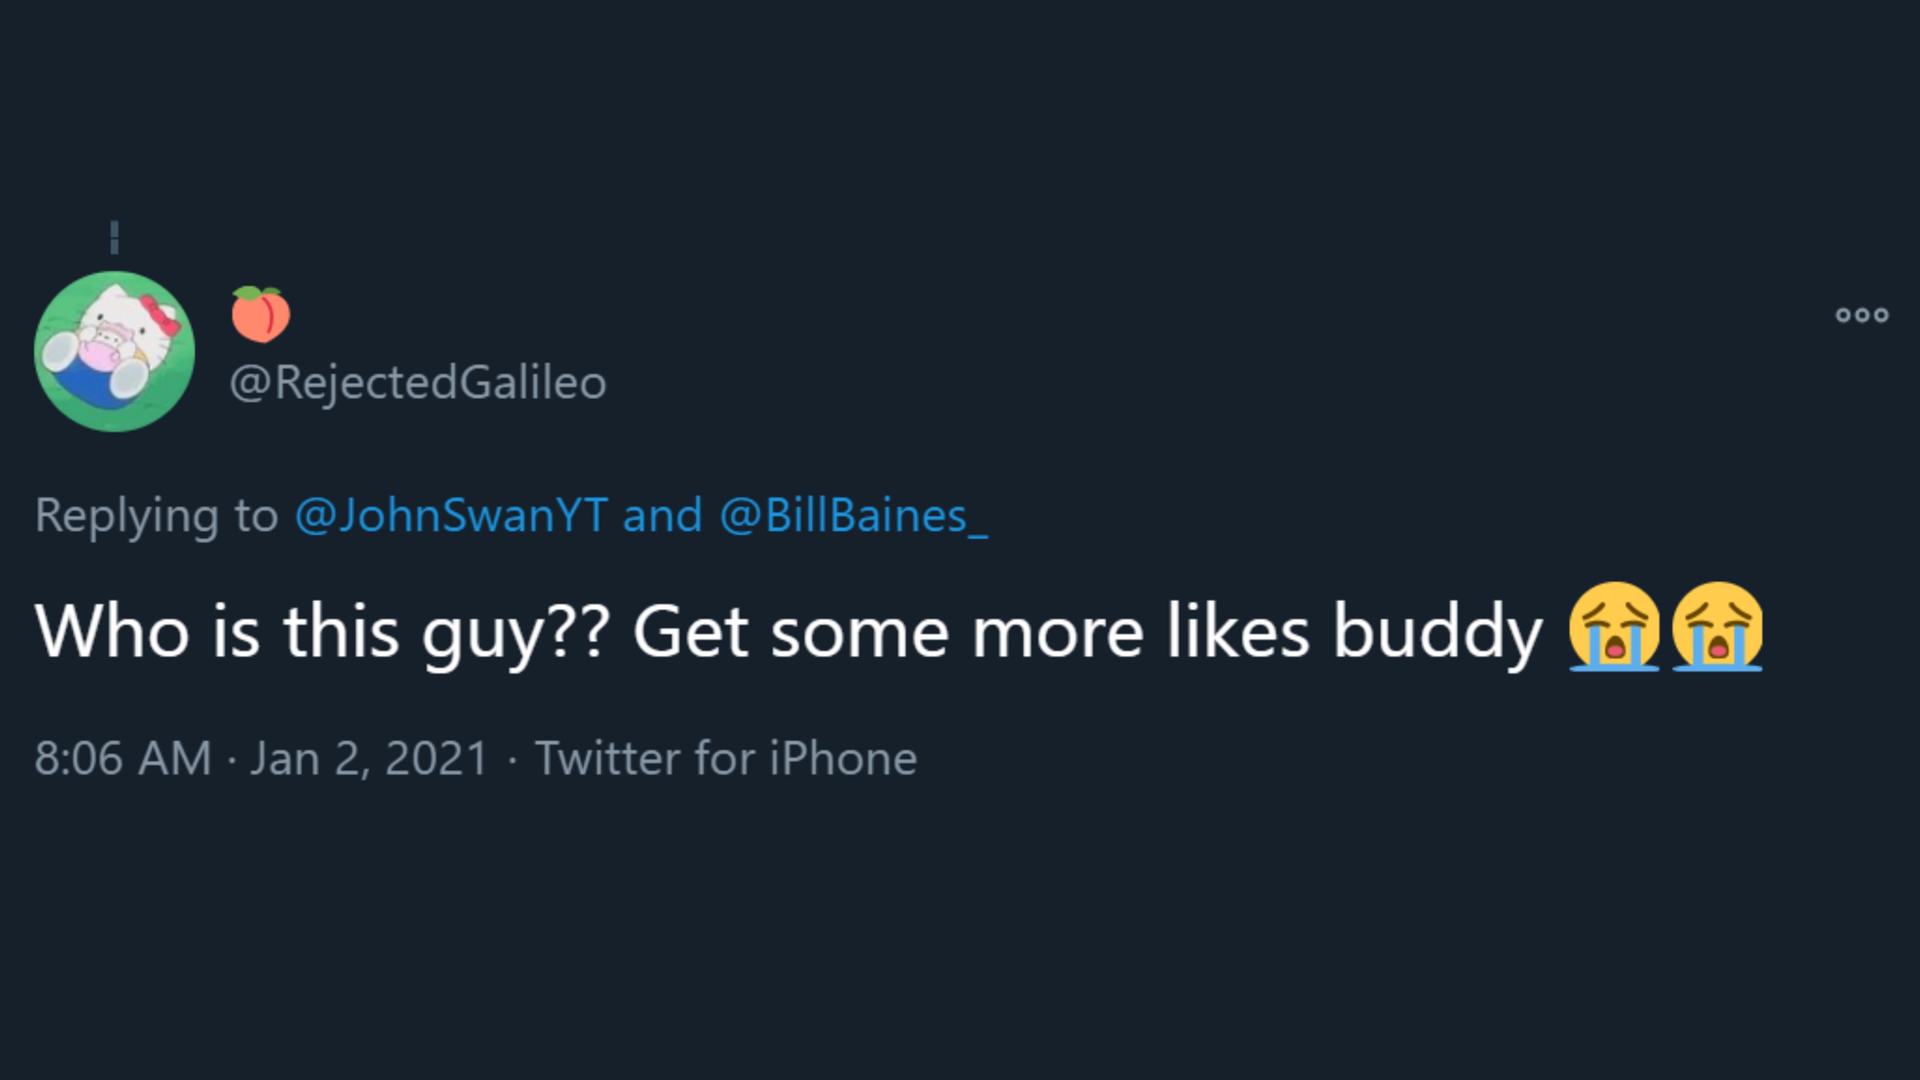 🍑
@RejectedGalileo
Replying to @JohnSwanYT and @BillBaines_
Who is this guy?? Get some more likes buddy 😭😭
8:06 AM · Jan 2, 2021 · Twitter for iPhone